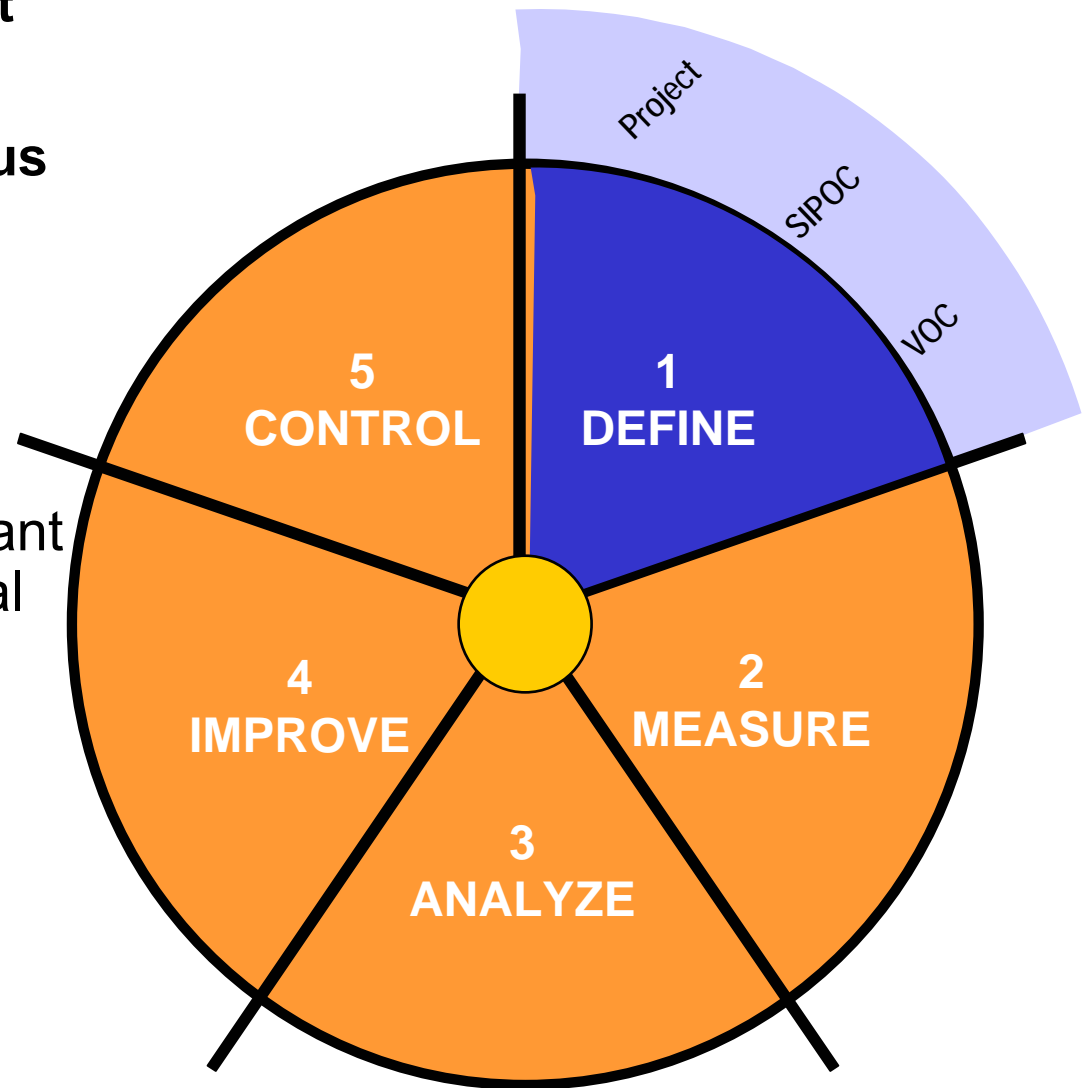 t
us
ant
al
Project
SIPOC
VOC
1
DEFINE
2
MEASURE
3
ANALYZE
4
IMPROVE
5
CONTROL